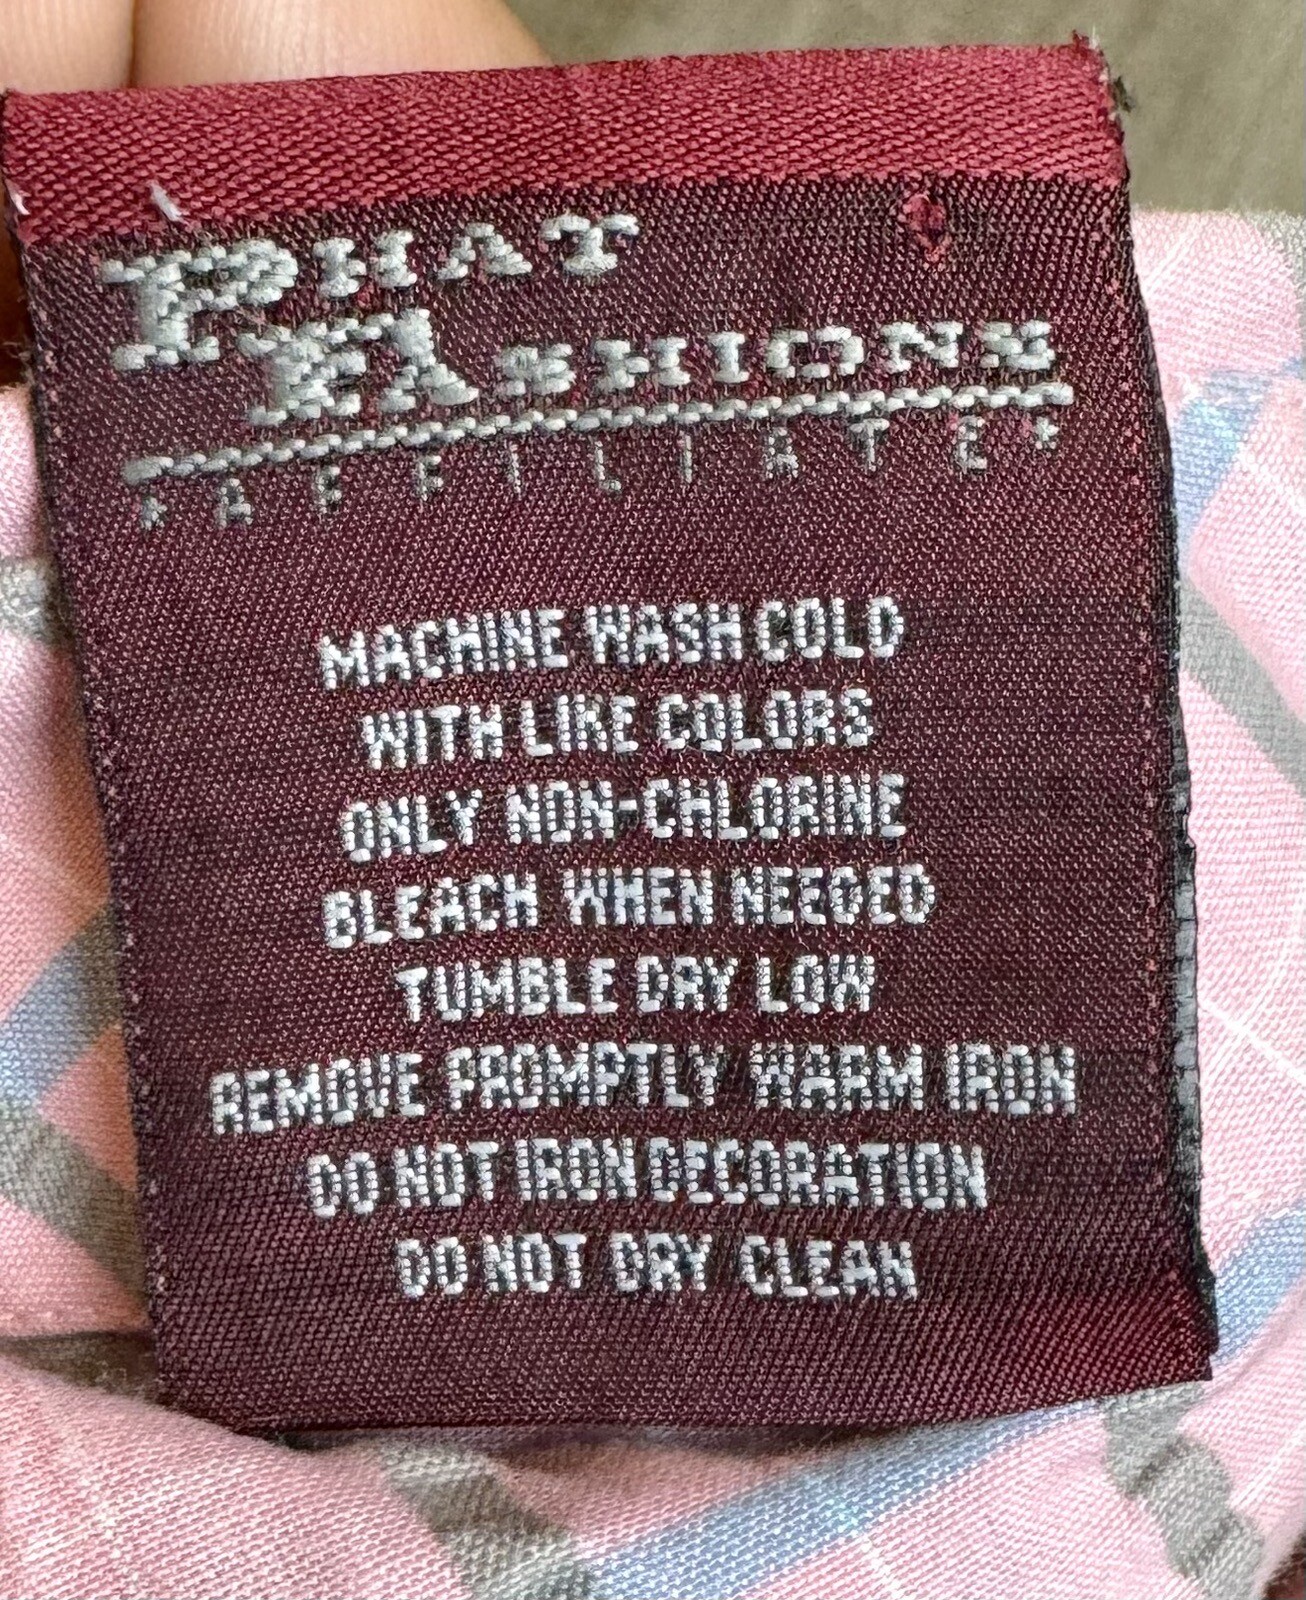 PHAT
FASHIONS
*AFFILIATE*
MACHINE WASH COLD
WITH LIKE COLORS
ONLY NON-CHLORINE
BLEACH WHEN NEEDED
TUMBLE DRY LOW
REMOVE PROMPTLY WARM IRON
DO NOT IRON DECORATION
DO NOT DRY CLEAN